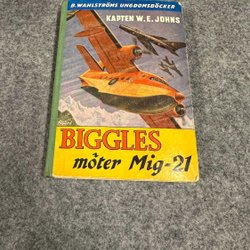 B. WAHLSTRÖMS UNGDOMSBÖCKER
KAPTEN W. E. JOHNS
BIGGLES
möter Mig-21